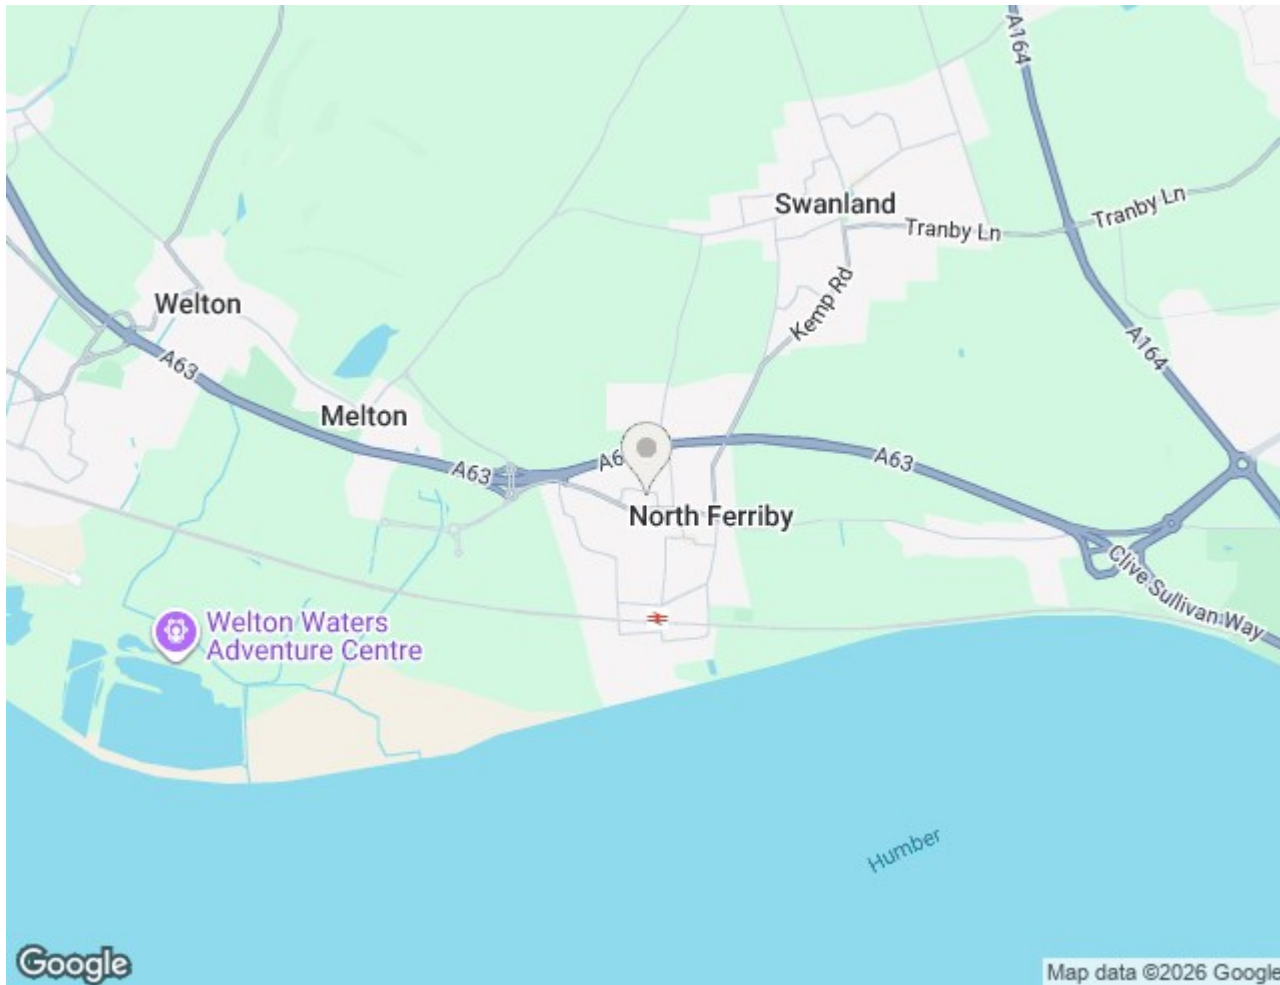 A164
Swanland
Tranby Ln
Tranby Ln
Welton
Kemp Rd
A164
A63
Melton
A63
A6
A63
North Ferriby
Clive Sullivan Way
Welton Waters
Adventure Centre
Humber
Google
Map data ©2026 Google